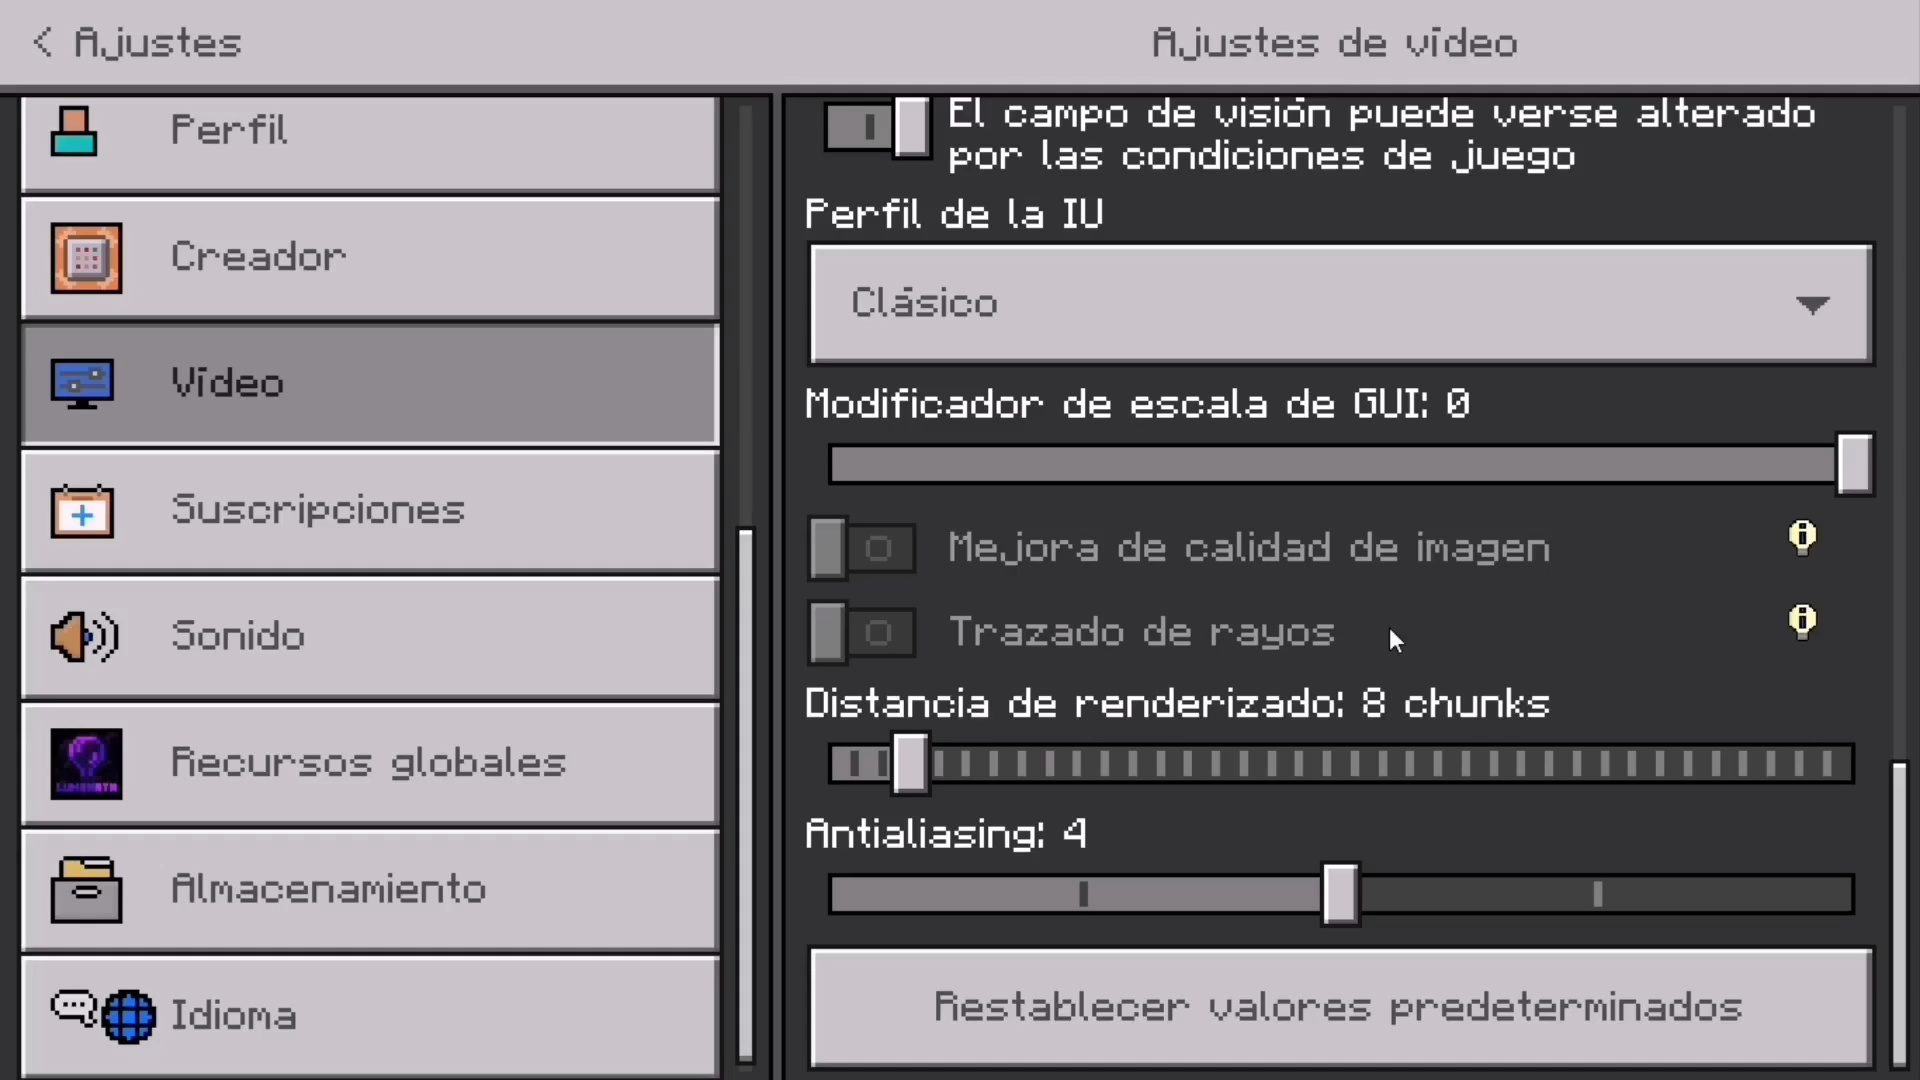 < Ajustes
Ajustes de vídeo
Perfil
Creador
Vídeo
Suscripciones
Sonido
Recursos globales
Almacenamiento
Idioma
El campo de visión puede verse alterado
por las condiciones de juego
Perfil de la IU
Clásico
Modificador de escala de GUI: 0
Mejora de calidad de imagen
Trazado de rayos
Distancia de renderizado: 8 chunks
Antialiasing: 4
Restablecer valores predeterminados